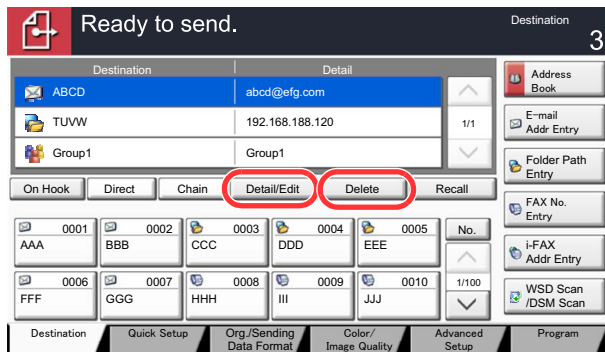 Ready to send.
Destination
3
Destination Detail
ABCD abcd@efg.com
TUVW 192.168.188.120
1/1
Group1 Group1
Address
Book
E-mail
Addr Entry
Folder Path
Entry
FAX No.
Entry
i-FAX
Addr Entry
WSD Scan
/DSM Scan
On Hook Direct Chain Detail/Edit Delete Recall
0001 0002 0003 0004 0005 No.
AAA BBB CCC DDD EEE
0006 0007 0008 0009 0010 1/100
FFF GGG HHH III JJJ
Destination Quick Setup Org./Sending
Data Format Color/
Image Quality Advanced
Setup Program